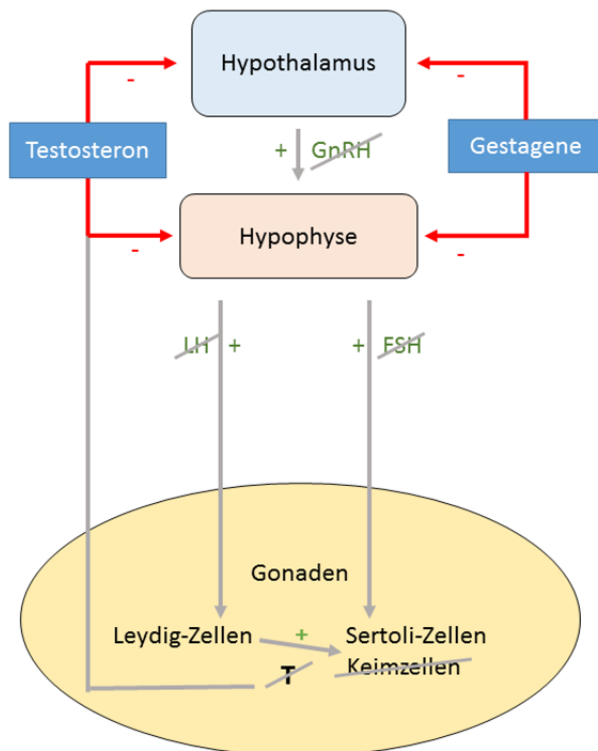 Hypothalamus
-
-
Testosteron
+ GnRH
Gestagene
Hypophyse
-
-
LH +
+ FSH
Gonaden
Leydig-Zellen + Sertoli-Zellen
T Keimzellen